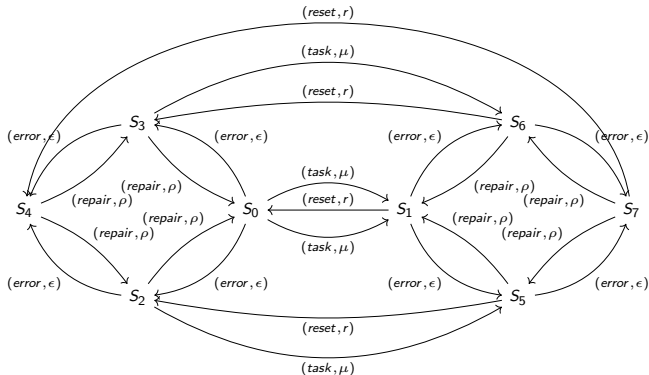 (reset, r)
(task, μ)
(reset, r)
S3 S6
(error, ϵ) (error, ϵ) (error, ϵ) (error, ϵ)
(task, μ)
(repair, ρ) (repair, ρ) (repair, ρ) (repair, ρ)
S4 S0 (reset, r) S1 S7
(repair, ρ) (repair, ρ) (repair, ρ) (repair, ρ)
(task, μ)
(error, ϵ) (error, ϵ) (error, ϵ) (error, ϵ)
S2 S5
(reset, r)
(task, μ)